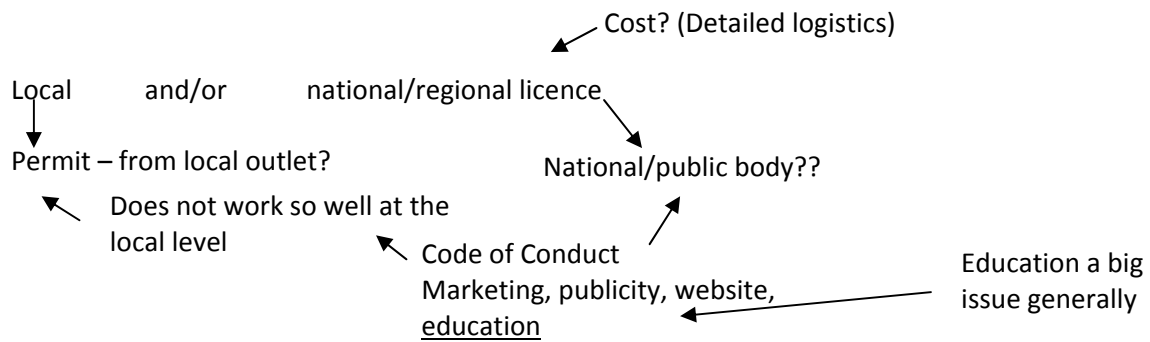 Cost? (Detailed logistics)
Local and/or national/regional licence
Permit – from local outlet?
National/public body??
Does not work so well at the
local level
Code of Conduct
Marketing, publicity, website,
education
Education a big
issue generally